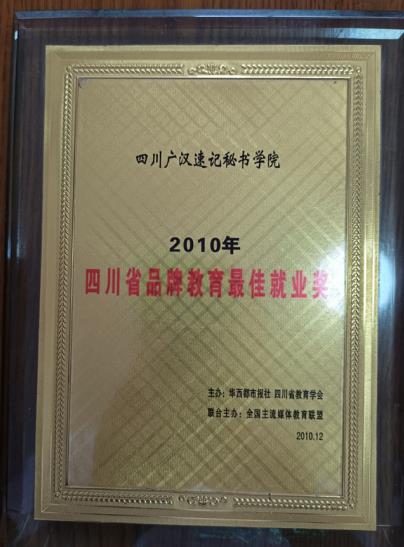 四川广汉速记秘书学院
2010年
四川省品牌教育最佳就业奖
主办：华西都市报社 四川省教育学会
联台主办：全国主流媒体教育联盟
2010.12